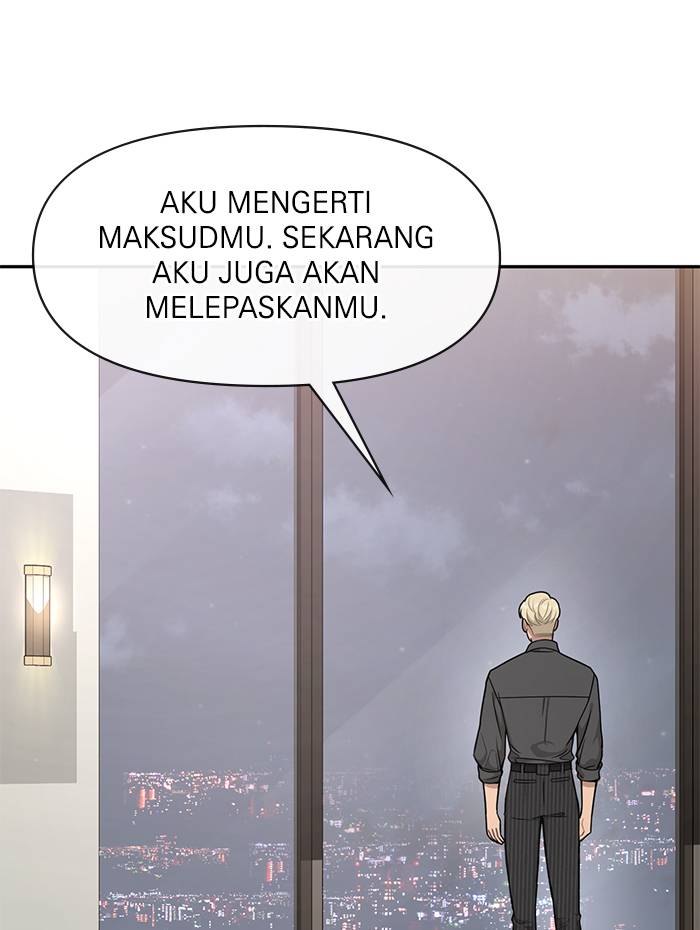 AKU MENGERTI
MAKSUDMU. SEKARANG
AKU JUGA AKAN
MELEPASKANMU.